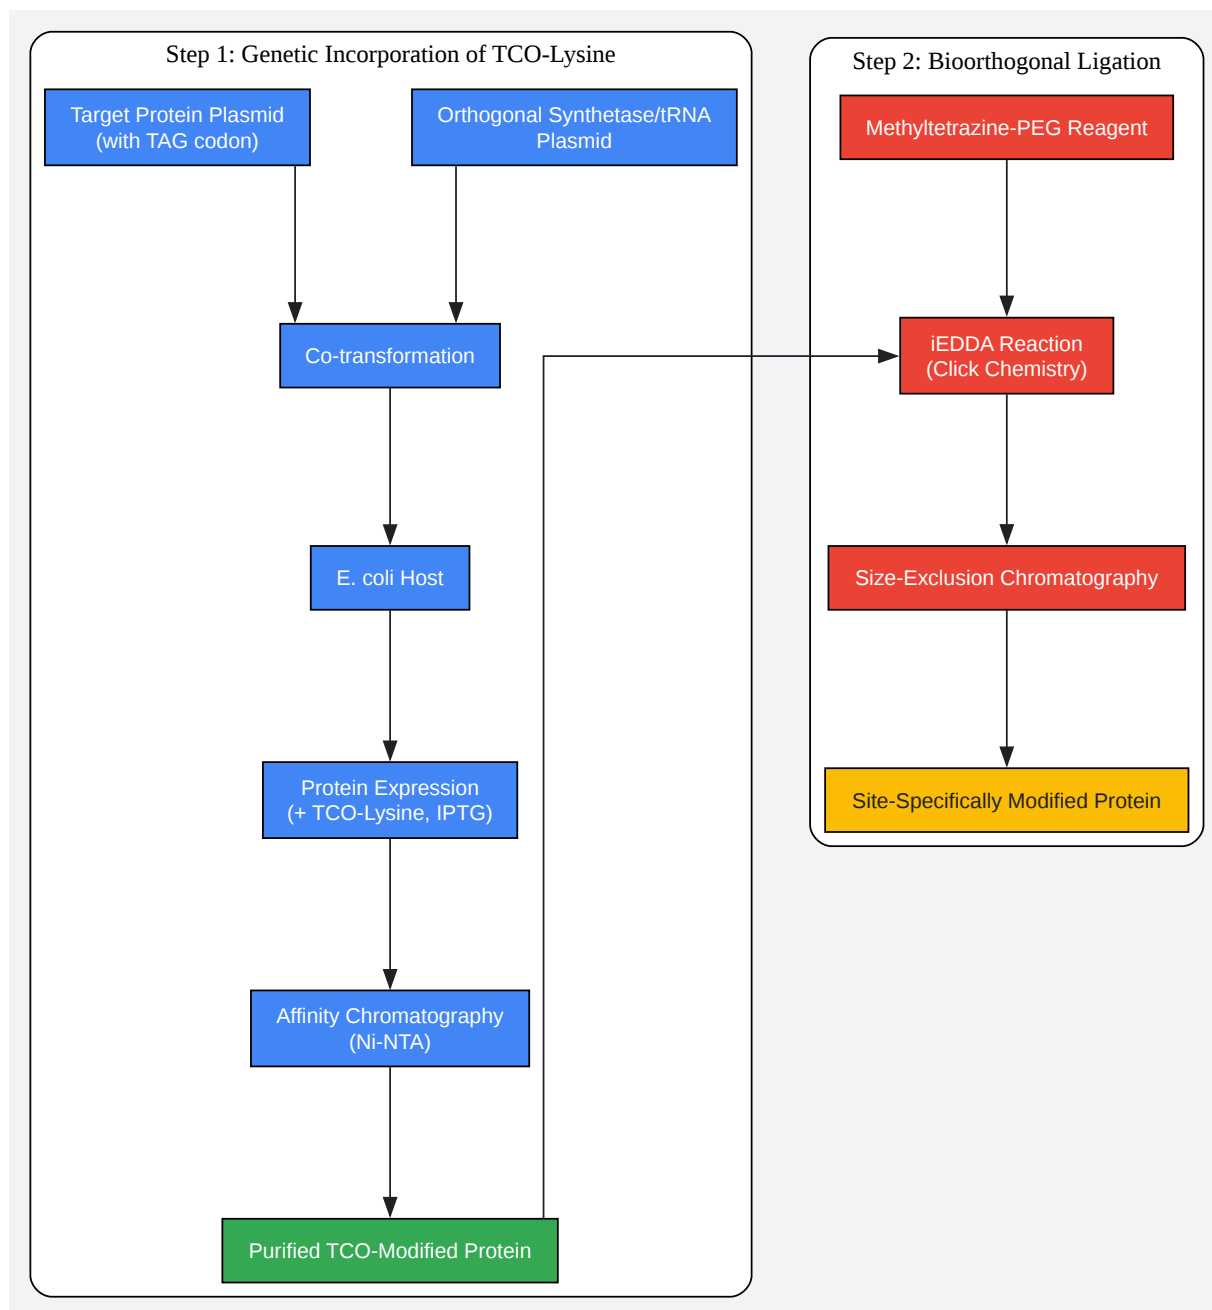 Step 1: Genetic Incorporation of TCO-Lysine
Target Protein Plasmid
(with TAG codon)
Orthogonal Synthetase/tRNA
Plasmid
Co-transformation
E. coli Host
Protein Expression
(+ TCO-Lysine, IPTG)
Affinity Chromatography
(Ni-NTA)
Purified TCO-Modified Protein
Step 2: Bioorthogonal Ligation
Methyltetrazine-PEG Reagent
iEDDA Reaction
(Click Chemistry)
Size-Exclusion Chromatography
Site-Specifically Modified Protein